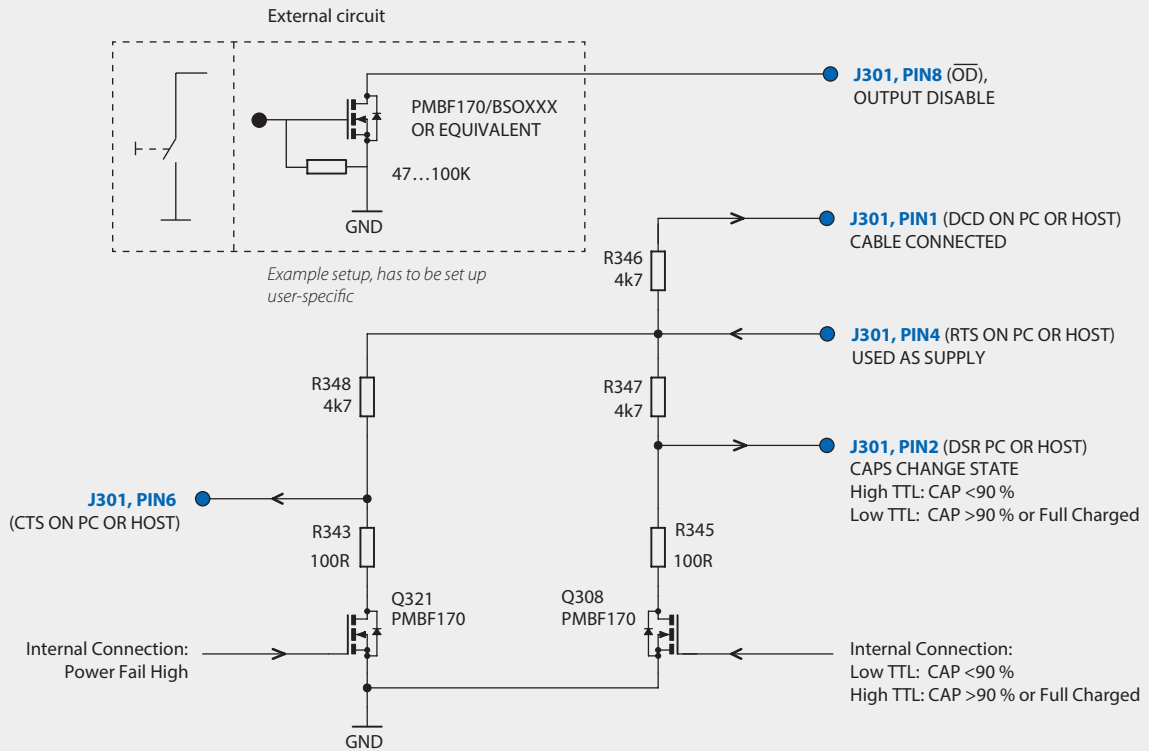 External circuit
PMBF170/BSOXXX
OR EQUIVALENT
47...100K
GND
Example setup, has to be set up
user-specific
J301, PIN8 (O̅D̅),
OUTPUT DISABLE
J301, PIN1 (DCD ON PC OR HOST)
CABLE CONNECTED
R346
4k7
J301, PIN4 (RTS ON PC OR HOST)
USED AS SUPPLY
R348
4k7
R347
4k7
J301, PIN2 (DSR PC OR HOST)
CAPS CHANGE STATE
High TTL: CAP <90 %
Low TTL: CAP >90 % or Full Charged
J301, PIN6
(CTS ON PC OR HOST)
R343
100R
R345
100R
Q321
PMBF170
Q308
PMBF170
Internal Connection:
Power Fail High
Internal Connection:
Low TTL: CAP <90 %
High TTL: CAP >90 % or Full Charged
GND